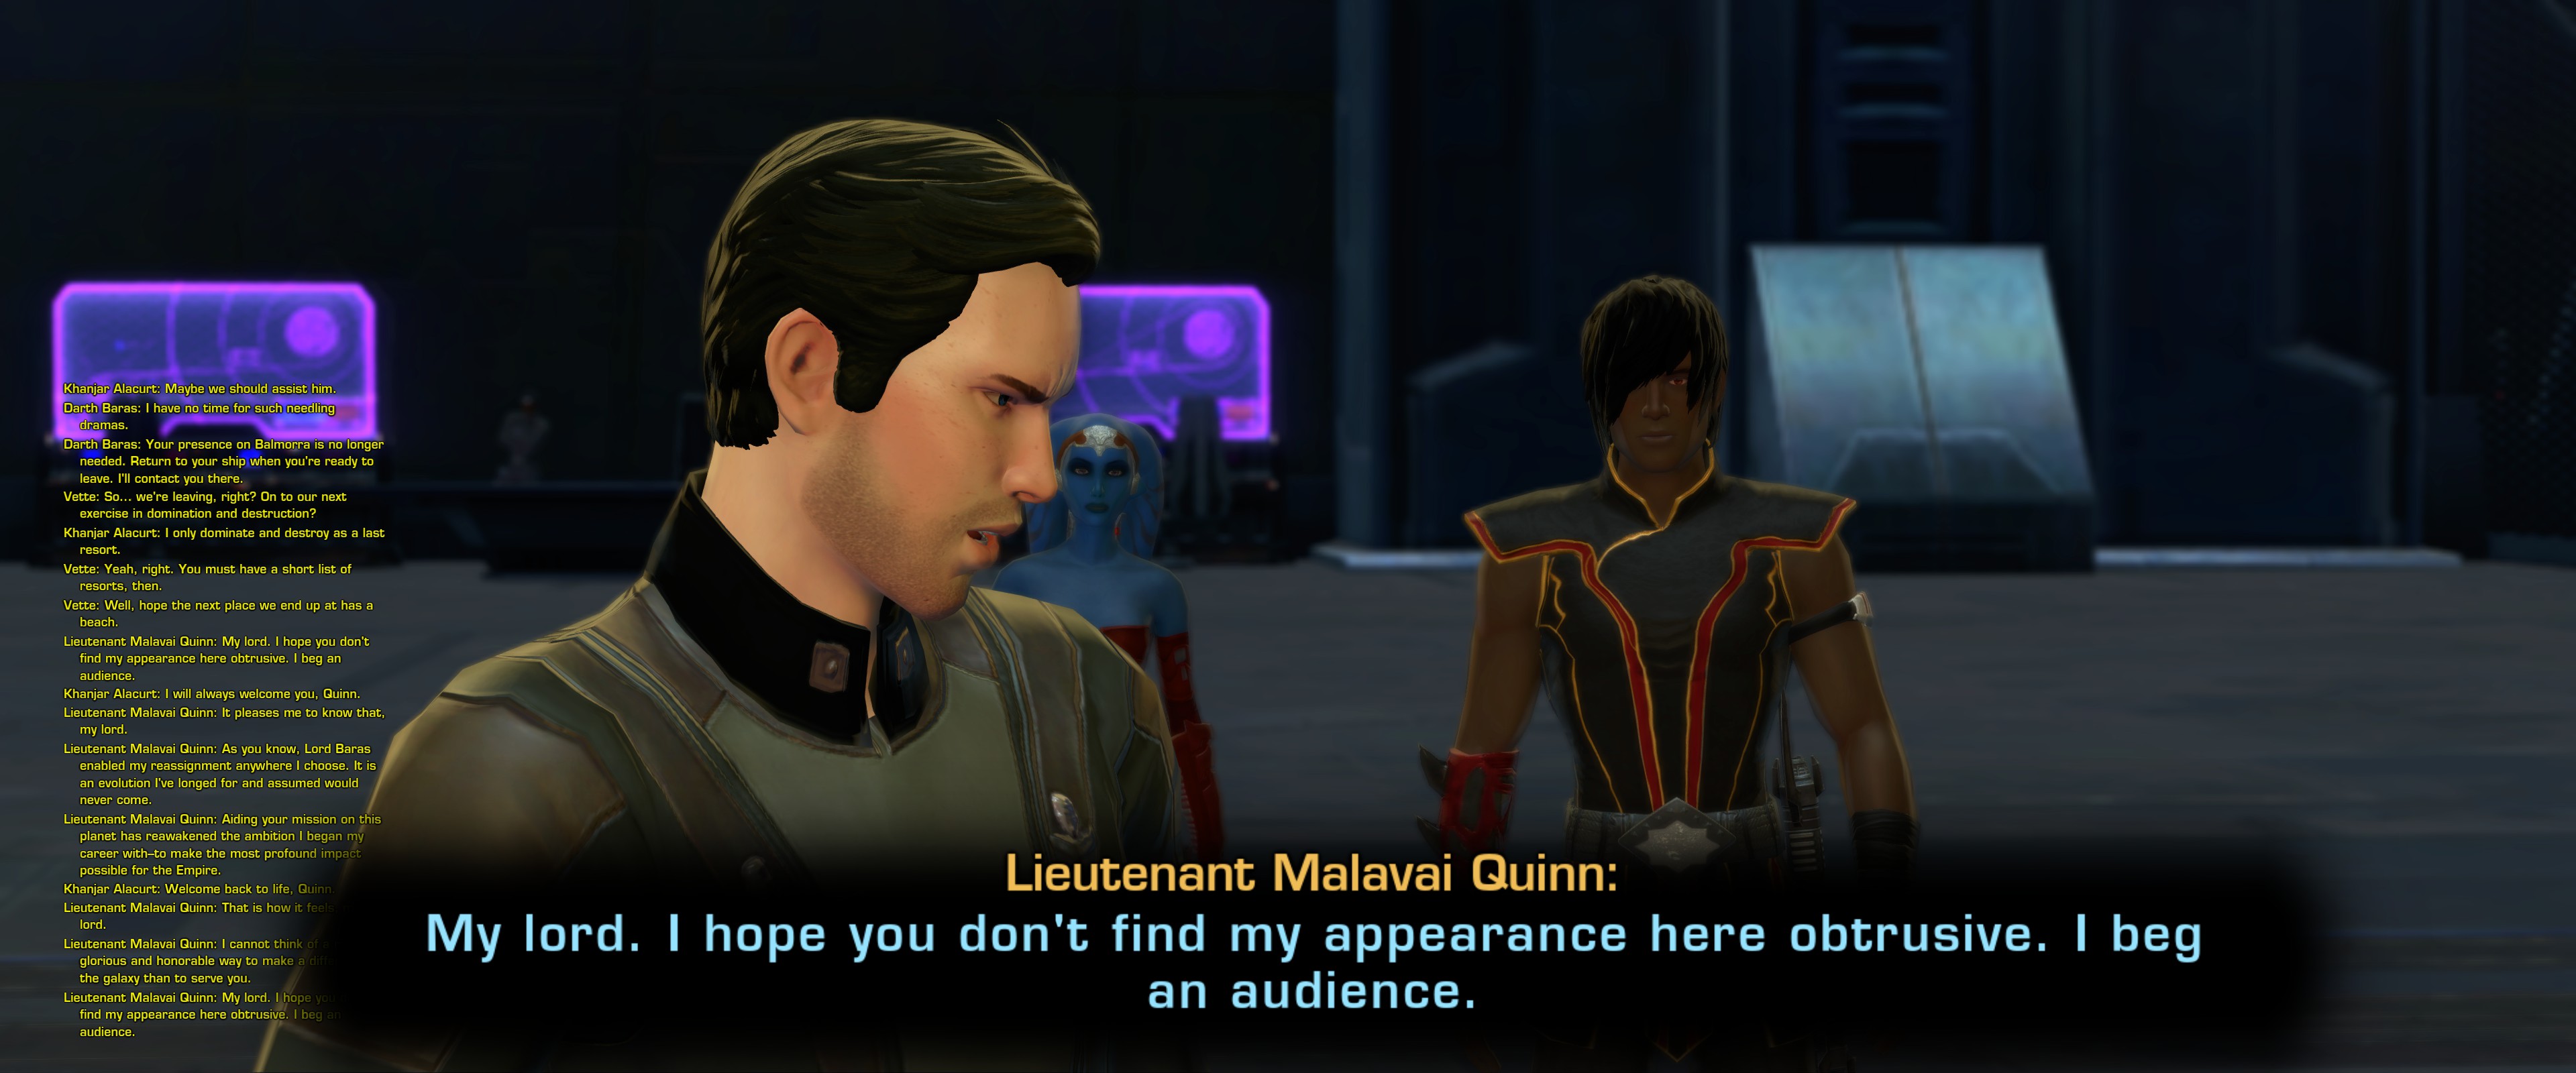 Khanjar Alacurt: Maybe we should assist him.
Darth Baras: I have no time for such needling
dramas.
Darth Baras: Your presence on Balmorra is no longer
needed. Return to your ship when you're ready to
leave. I'll contact you there.
Vette: So... we're leaving, right? On to our next
exercise in domination and destruction?
Khanjar Alacurt: I only dominate and destroy as a last
resort.
Vette: Yeah, right. You must have a short list of
resorts, then.
Vette: Well, hope the next place we end up at has a
beach.
Lieutenant Malavai Quinn: My lord. I hope you don't
find my appearance here obtrusive. I beg an
audience.
Khanjar Alacurt: I will always welcome you, Quinn.
Lieutenant Malavai Quinn: It pleases me to know that,
my lord.
Lieutenant Malavai Quinn: As you know, Lord Baras
enabled my reassignment anywhere I choose. It is
an evolution I've longed for and assumed would
never come.
Lieutenant Malavai Quinn: Aiding your mission on this
planet has reawakened the ambition I began my
career with--to make the most profound impact
possible for the Empire.
Khanjar Alacurt: Welcome back to life, Quinn.
Lieutenant Malavai Quinn: That is how it feels
lord.
Lieutenant Malavai Quinn: I cannot think of
glorious and honorable way to make a
the galaxy than to serve you.
Lieutenant Malavai Quinn: My lord. I hope you
find my appearance here obtrusive. I beg an
audience.
Lieutenant Malavai Quinn:
My lord. I hope you don't find my appearance here obtrusive. I beg
an audience.